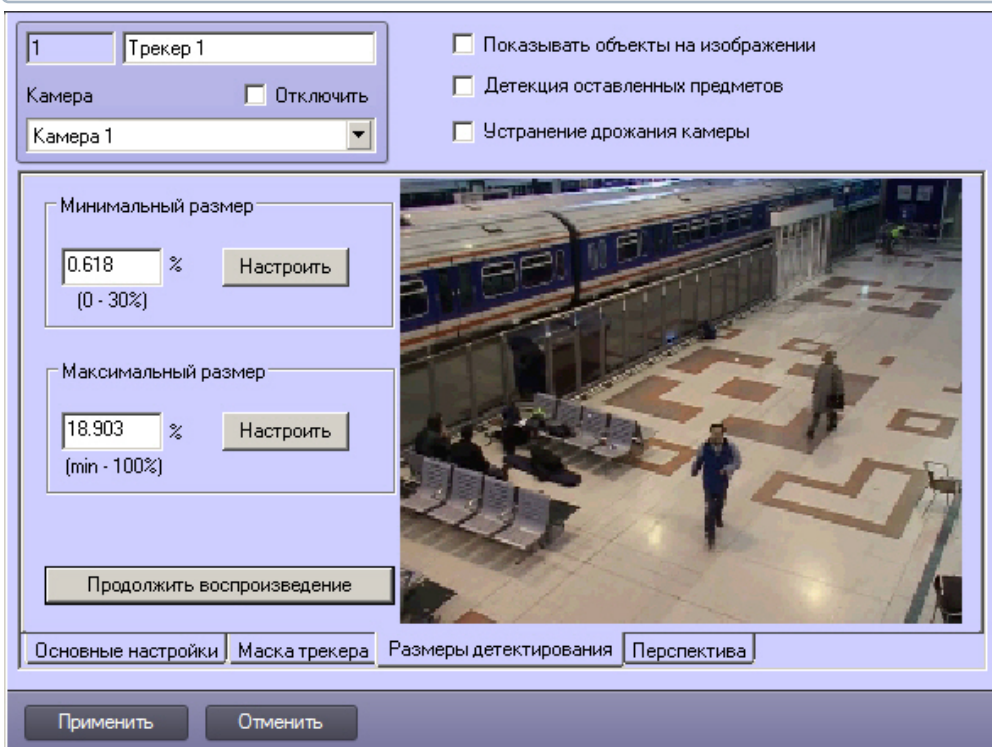 1
Трекер 1
Камера
Отключить
Камера 1
Показывать объекты на изображении
Детекция оставленных предметов
Устранение дрожания камеры
Минимальный размер
0.618 % Настроить
(0 - 30%)
Максимальный размер
18.903 % Настроить
(min - 100%)
Продолжить воспроизведение
Основные настройки Маска трекера Размеры детектирования Перспектива
Применить Отменить